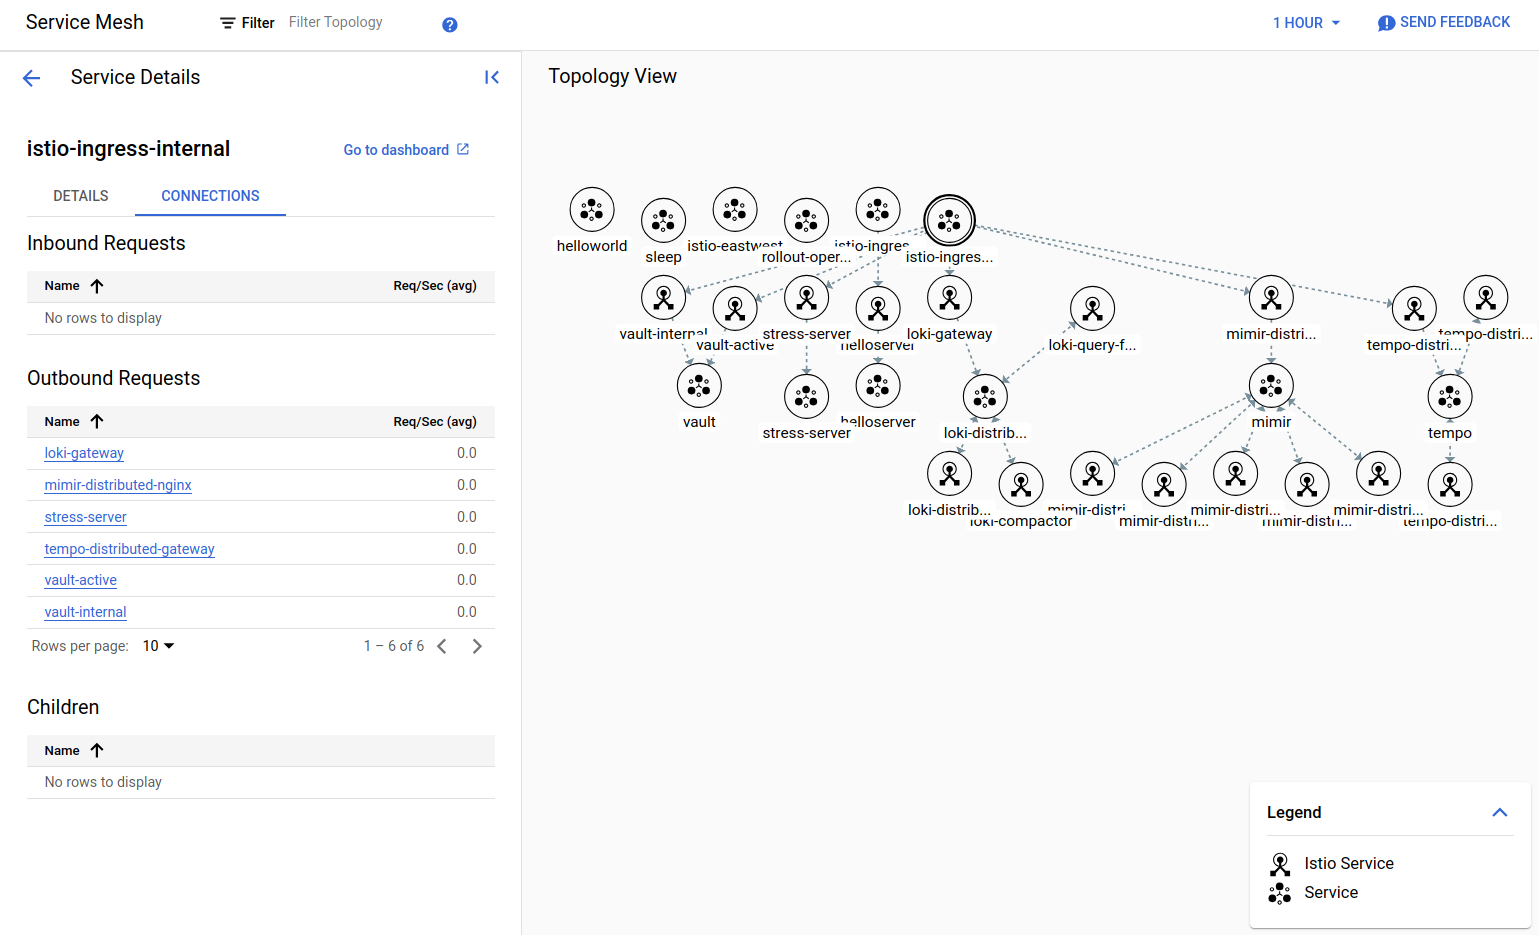 Service Mesh
Filter
Filter Topology
1 HOUR
SEND FEEDBACK
Service Details
istio-ingress-internal
Go to dashboard
DETAILS
CONNECTIONS
Inbound Requests
Name
Req/Sec (avg)
No rows to display
Outbound Requests
Name
Req/Sec (avg)
loki-gateway 0.0
mimir-distributed-nginx 0.0
stress-server 0.0
tempo-distributed-gateway 0.0
vault-active 0.0
vault-internal 0.0
Rows per page: 10
1 – 6 of 6
Children
Name
No rows to display
Topology View
helloworld
sleep
istio-eastwest
rollout-oper...
istio-ingres
istio-ingres...
vault-internal
vault-active
stress-server
helloserver
loki-gateway
loki-query-f...
mimir-distri...
tempo-distri...
tempo-distri...
vault
stress-server
helloserver
loki-distrib...
mimir
tempo
loki-distrib...
loki-compactor
mimir-distri
mimir-distri...
mimir-distri...
mimir-distri...
mimir-distri...
tempo-distri...
Legend
Istio Service
Service